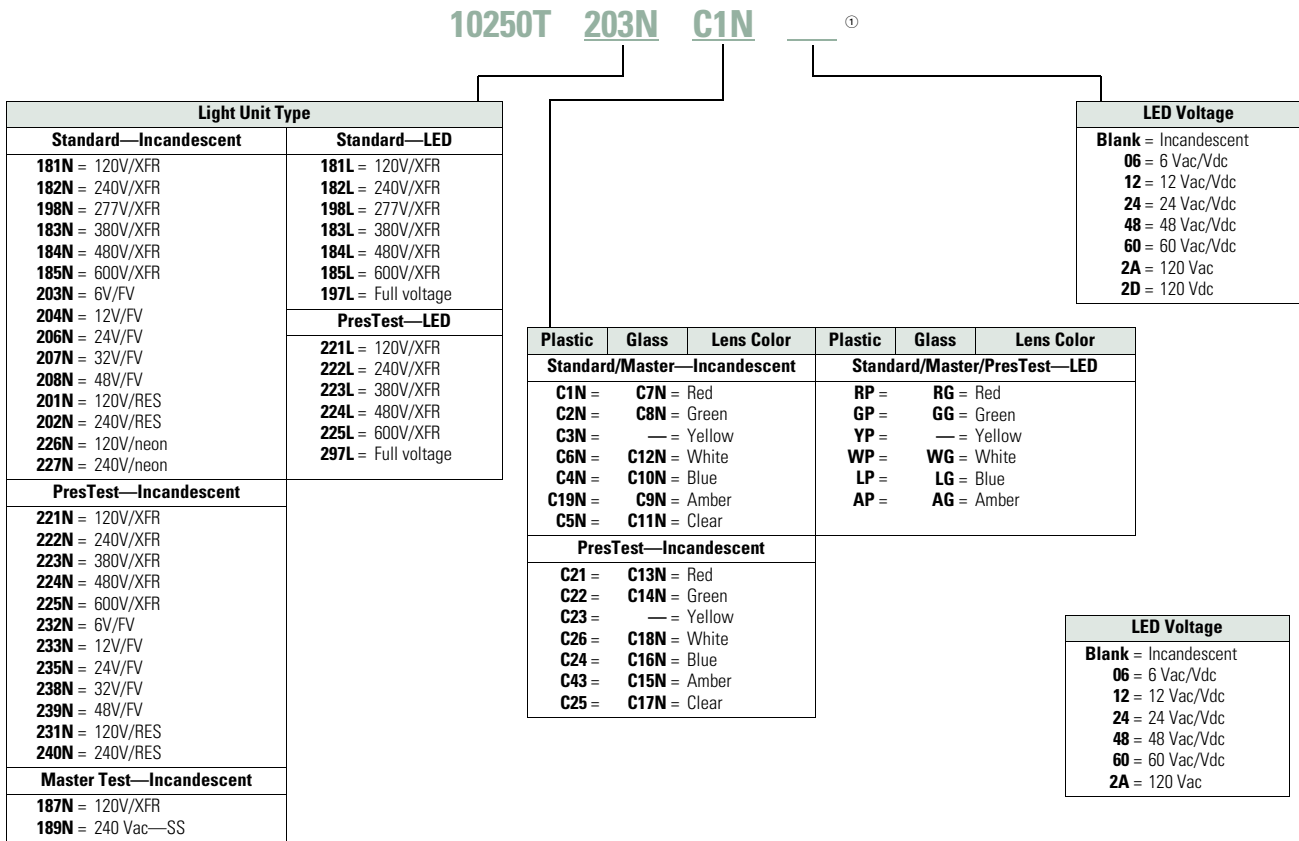 10250T 203N C1N ___ ①
Light Unit Type
Standard—Incandescent
181N = 120V/XFR
182N = 240V/XFR
198N = 277V/XFR
183N = 380V/XFR
184N = 480V/XFR
185N = 600V/XFR
203N = 6V/FV
204N = 12V/FV
206N = 24V/FV
207N = 32V/FV
208N = 48V/FV
201N = 120V/RES
202N = 240V/RES
226N = 120V/neon
227N = 240V/neon
PresTest—Incandescent
221N = 120V/XFR
222N = 240V/XFR
223N = 380V/XFR
224N = 480V/XFR
225N = 600V/XFR
232N = 6V/FV
233N = 12V/FV
235N = 24V/FV
238N = 32V/FV
239N = 48V/FV
231N = 120V/RES
240N = 240V/RES
Master Test—Incandescent
187N = 120V/XFR
189N = 240 Vac—SS
Standard—LED
181L = 120V/XFR
182L = 240V/XFR
198L = 277V/XFR
183L = 380V/XFR
184L = 480V/XFR
185L = 600V/XFR
197L = Full voltage
PresTest—LED
221L = 120V/XFR
222L = 240V/XFR
223L = 380V/XFR
224L = 480V/XFR
225L = 600V/XFR
297L = Full voltage
Plastic Glass Lens Color
Standard/Master—Incandescent
C1N = C7N = Red
C2N = C8N = Green
C3N = — = Yellow
C6N = C12N = White
C4N = C10N = Blue
C19N = C9N = Amber
C5N = C11N = Clear
PresTest—Incandescent
C21 = C13N = Red
C22 = C14N = Green
C23 = — = Yellow
C26 = C18N = White
C24 = C16N = Blue
C43 = C15N = Amber
C25 = C17N = Clear
Plastic Glass Lens Color
Standard/Master/PresTest—LED
RP = RG = Red
GP = GG = Green
YP = — = Yellow
WP = WG = White
LP = LG = Blue
AP = AG = Amber
LED Voltage
Blank = Incandescent
06 = 6 Vac/Vdc
12 = 12 Vac/Vdc
24 = 24 Vac/Vdc
48 = 48 Vac/Vdc
60 = 60 Vac/Vdc
2A = 120 Vac
2D = 120 Vdc
LED Voltage
Blank = Incandescent
06 = 6 Vac/Vdc
12 = 12 Vac/Vdc
24 = 24 Vac/Vdc
48 = 48 Vac/Vdc
60 = 60 Vac/Vdc
2A = 120 Vac